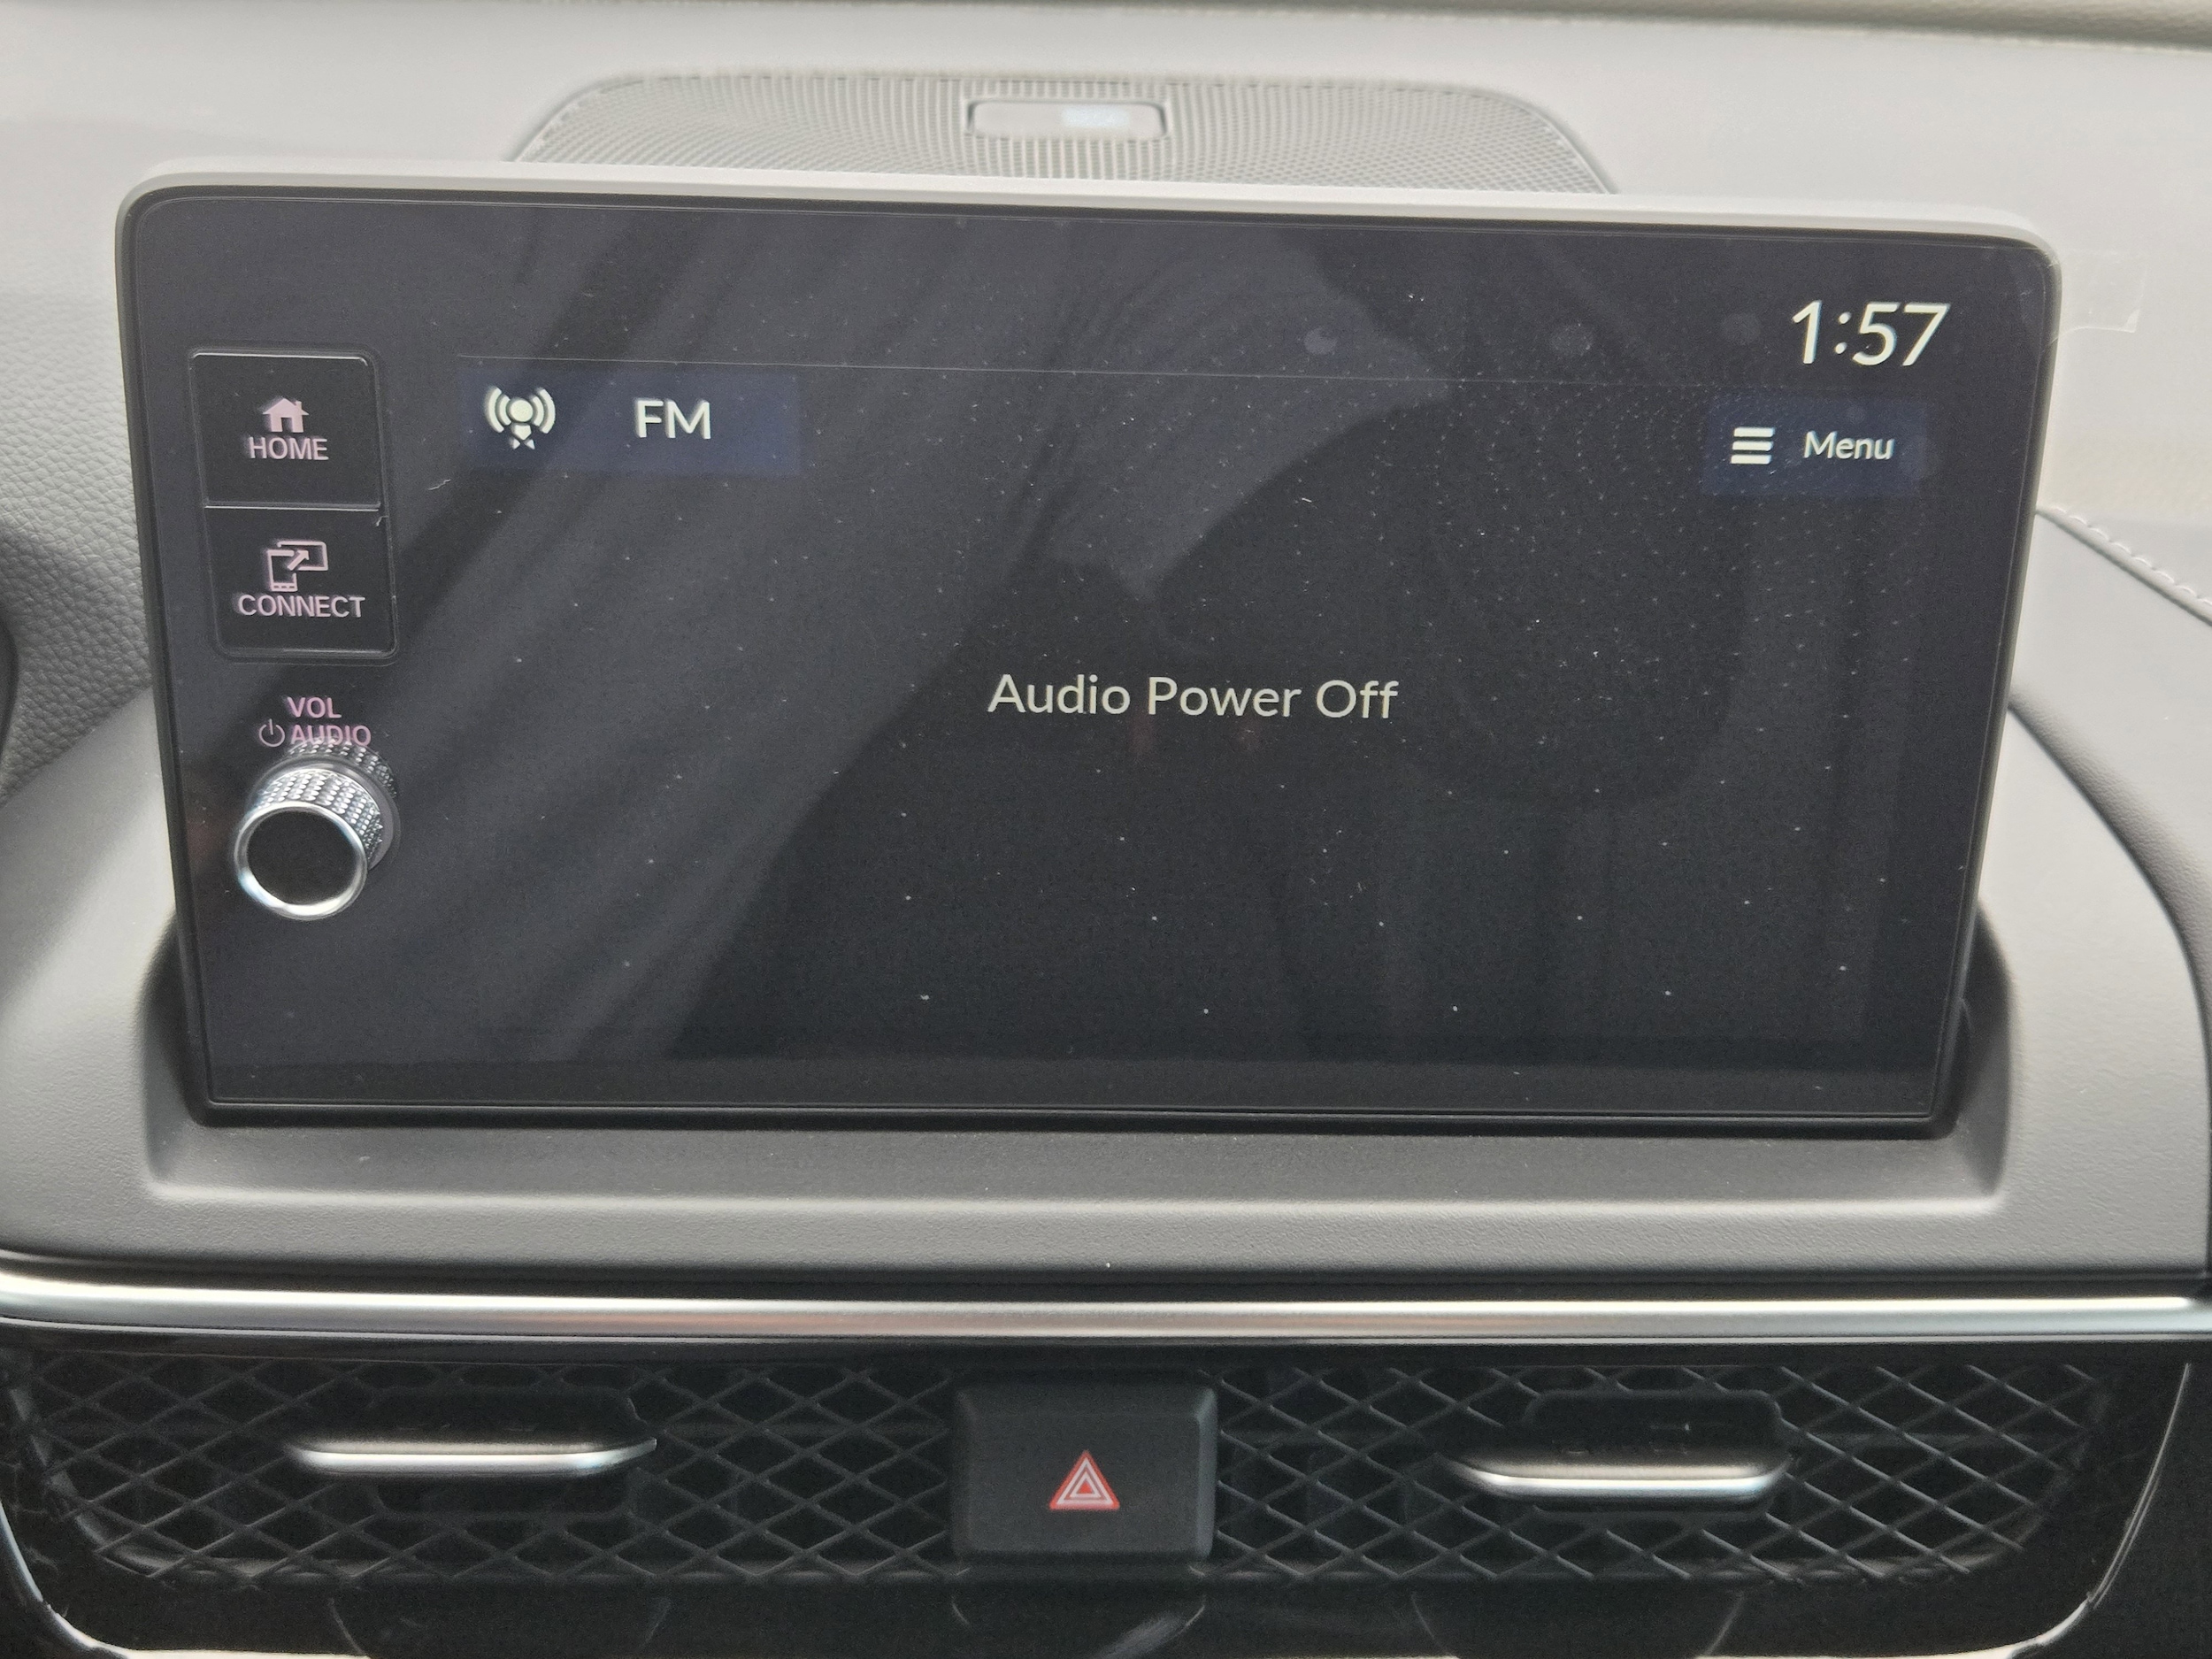 1:57
HOME
FM
Menu
CONNECT
Audio Power Off
VOL
AUDIO